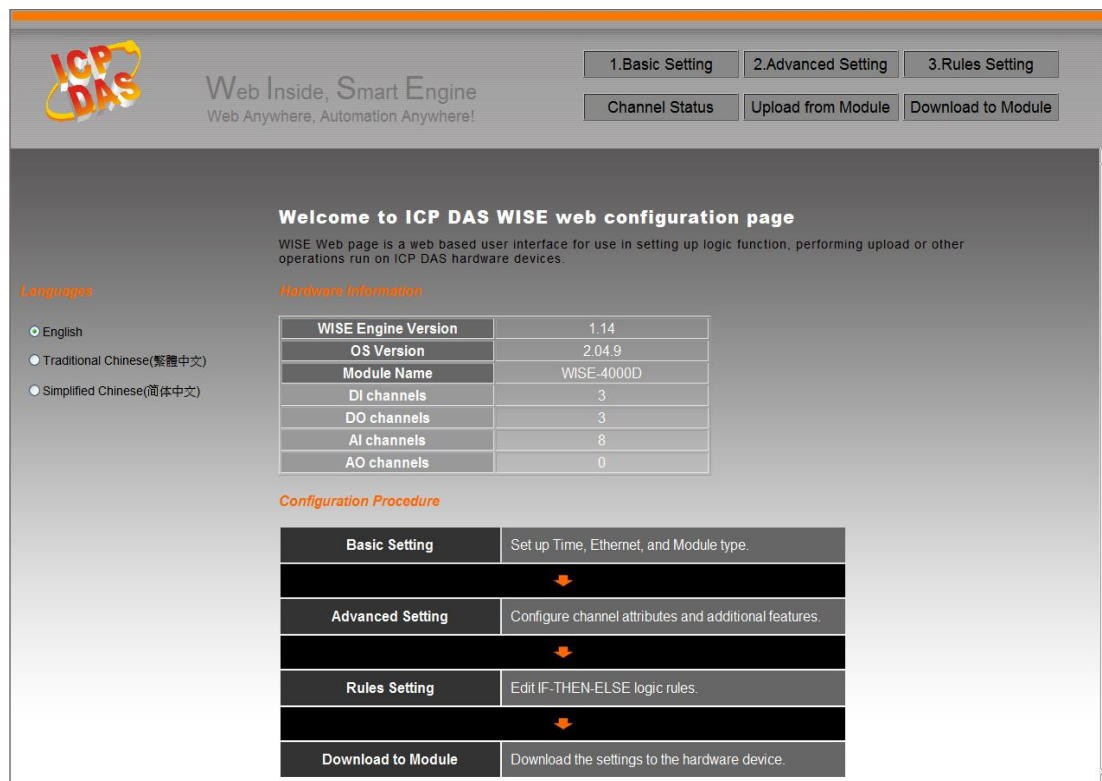 ICP
DAS
Web Inside, Smart Engine
Web Anywhere, Automation Anywhere!
1.Basic Setting
2.Advanced Setting
3.Rules Setting
Channel Status
Upload from Module
Download to Module
Welcome to ICP DAS WISE web configuration page
WISE Web page is a web based user interface for use in setting up logic function, performing upload or other
operations run on ICP DAS hardware devices.
Languages
English
Traditional Chinese(繁體中文)
Simplified Chinese(简体中文)
Hardware Information
WISE Engine Version 1.14
OS Version 2.04.9
Module Name WISE-4000D
DI channels 3
DO channels 3
AI channels 8
AO channels 0
Configuration Procedure
Basic Setting Set up Time, Ethernet, and Module type.
Advanced Setting Configure channel attributes and additional features.
Rules Setting Edit IF-THEN-ELSE logic rules.
Download to Module Download the settings to the hardware device.